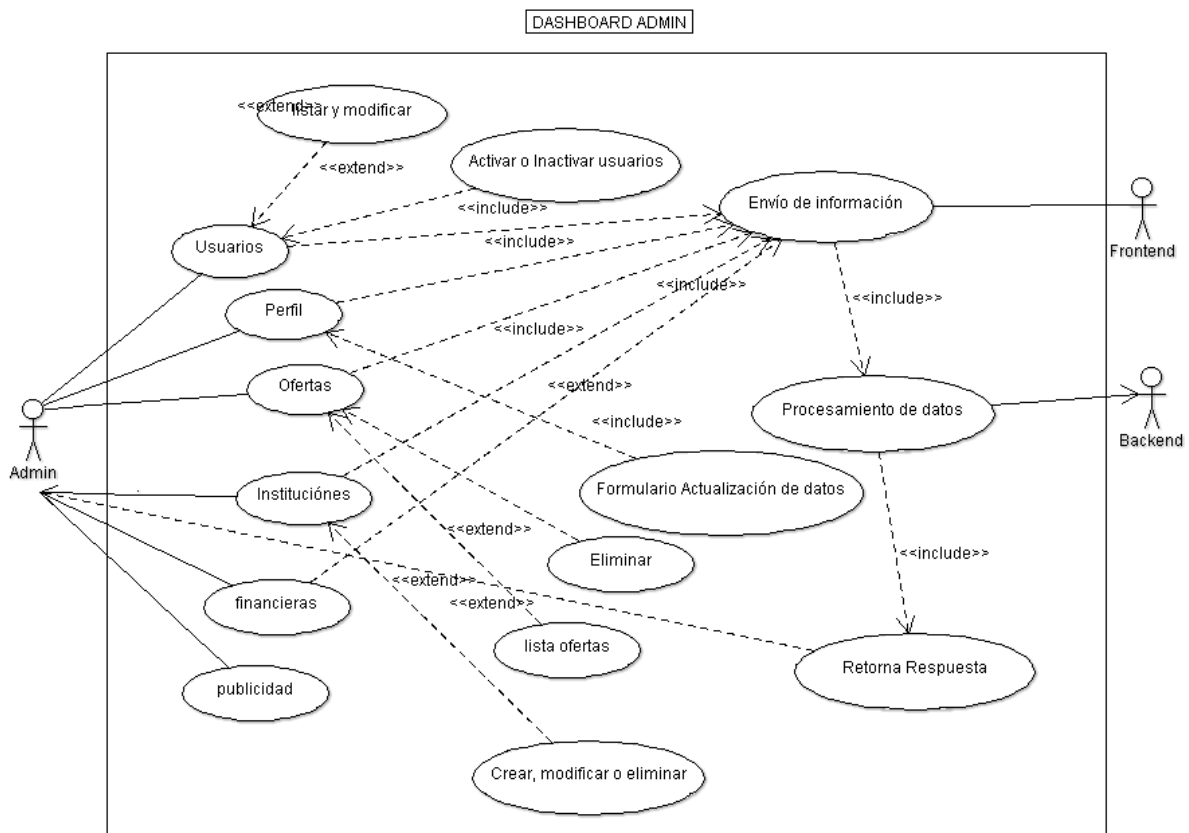 DASHBOARD ADMIN
<<extend>>
listar y modificar
<<extend>>
Activar o Inactivar usuarios
<<include>>
Envío de información
<<include>>
Usuarios
Frontend
<<include>>
<<include>>
Perfil
<<include>>
Ofertas
<<extend>>
Procesamiento de datos
<<include>>
Backend
Admin
Instituciónes
Formulario Actualización de datos
<<extend>>
<<include>>
Eliminar
<<extend>>
<<extend>>
financieras
lista ofertas
Retorna Respuesta
publicidad
Crear, modificar o eliminar